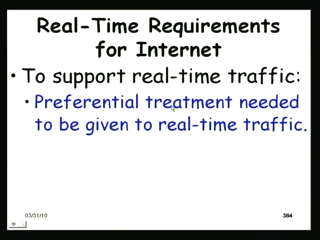 Real-Time Requirements
for Internet
• To support real-time traffic:
• Preferential treatment needed
to be given to real-time traffic.
03/31/10
384